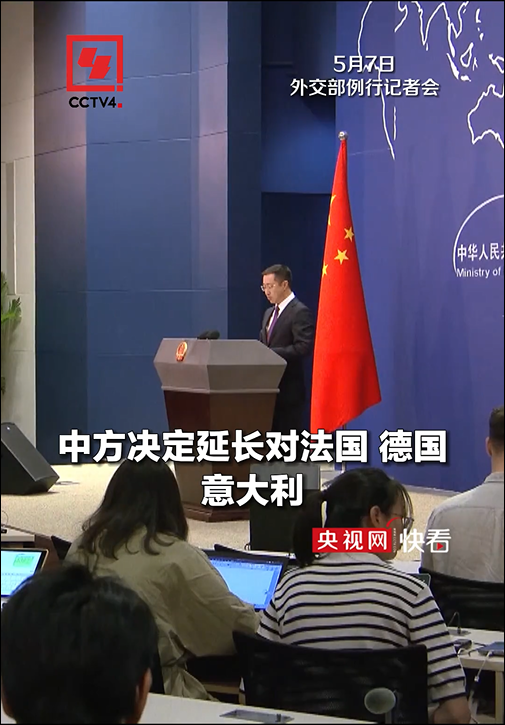 CCTV4.
5月7日
外交部例行记者会
中华人民共
Ministry of
中方决定延长对法国 德国
意大利
央视网 快看